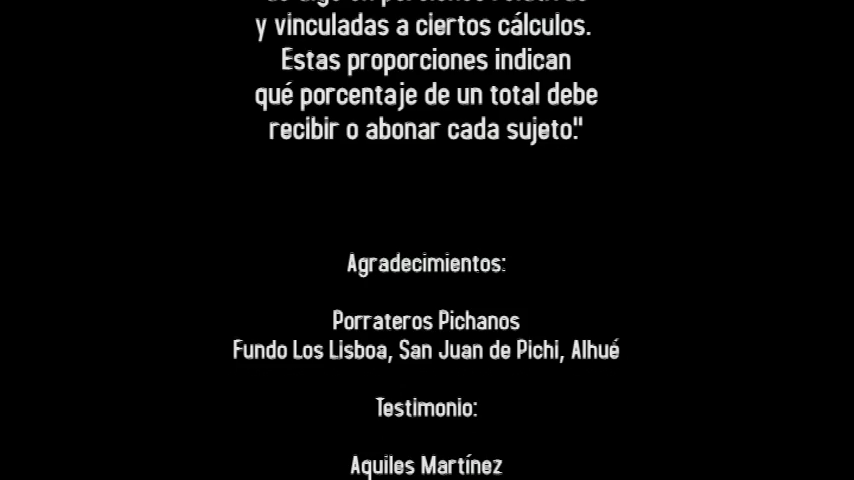 y vinculadas a ciertos cálculos.
Estas proporciones indican
qué porcentaje de un total debe
recibir o abonar cada sujeto."
Agradecimientos:
Porrateros Pichanos
Fundo Los Lisboa, San Juan de Pichi, Alhué
Testimonio:
Aquiles Martínez